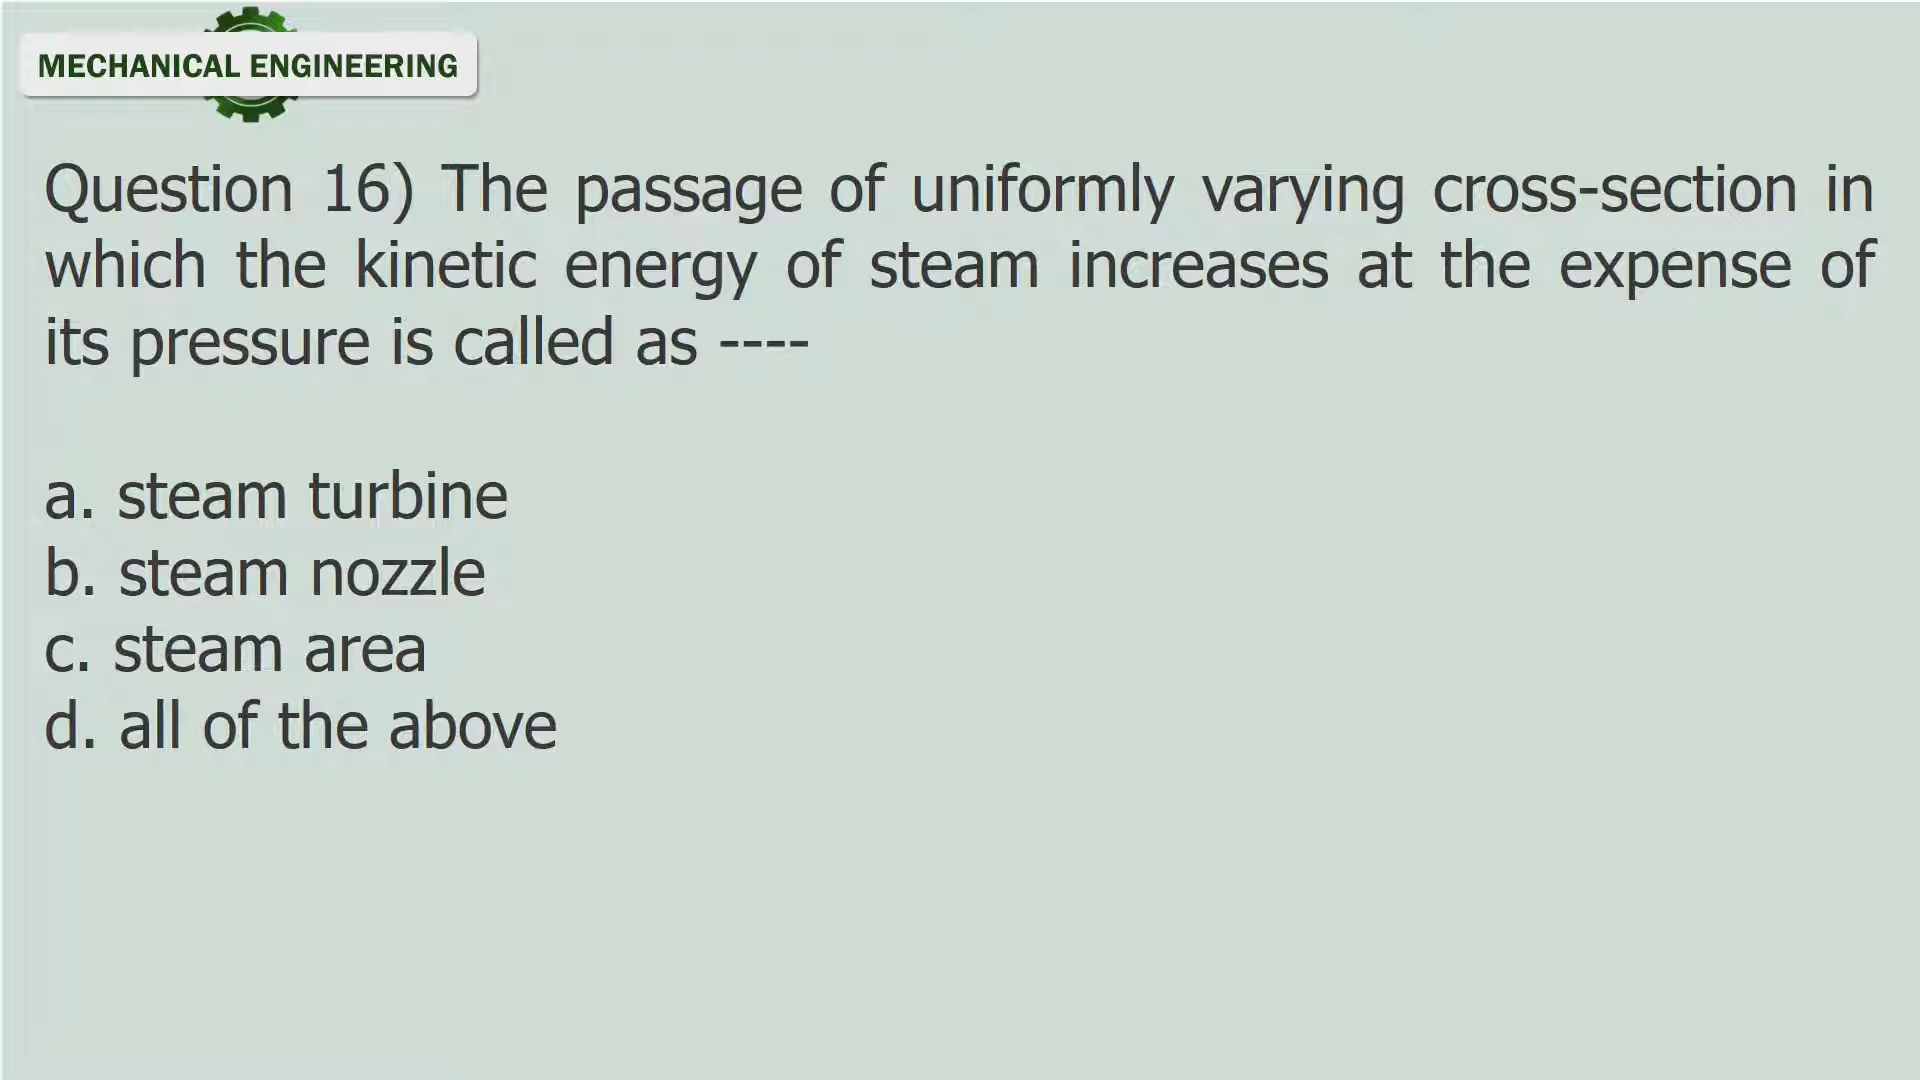 MECHANICAL ENGINEERING
Question 16) The passage of uniformly varying cross-section in
which the kinetic energy of steam increases at the expense of
its pressure is called as ----
a. steam turbine
b. steam nozzle
c. steam area
d. all of the above